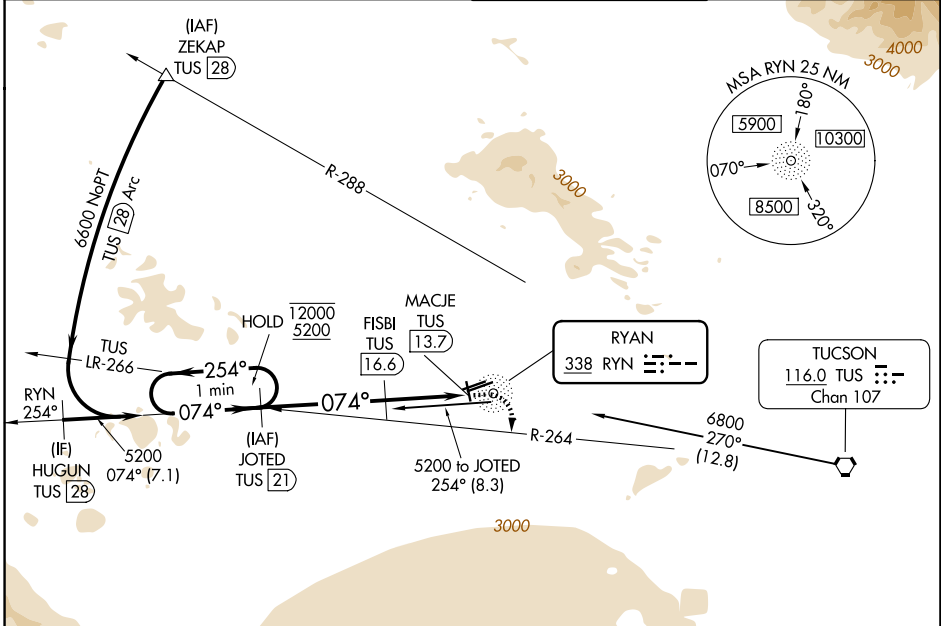 (IAF)
ZEKAP
TUS 28
4000
3000
MSA RYN 25 NM
180°
5900
10300
070°
8500
320°
R-288
3000
6600 NoPT
TUS 28 Arc
HOLD 12000
5200
FISBI
TUS
16.6
MACJE
TUS
13.7
RYAN
338 RYN
TUCSON
116.0 TUS
Chan 107
TUS
LR-266
254°
1 min
074°
074°
RYN
254°
(IF)
HUGUN
TUS 28
5200
074° (7.1)
(IAF)
JOTED
TUS 21
R-264
5200 to JOTED
254° (8.3)
6800
270°
(12.8)
3000